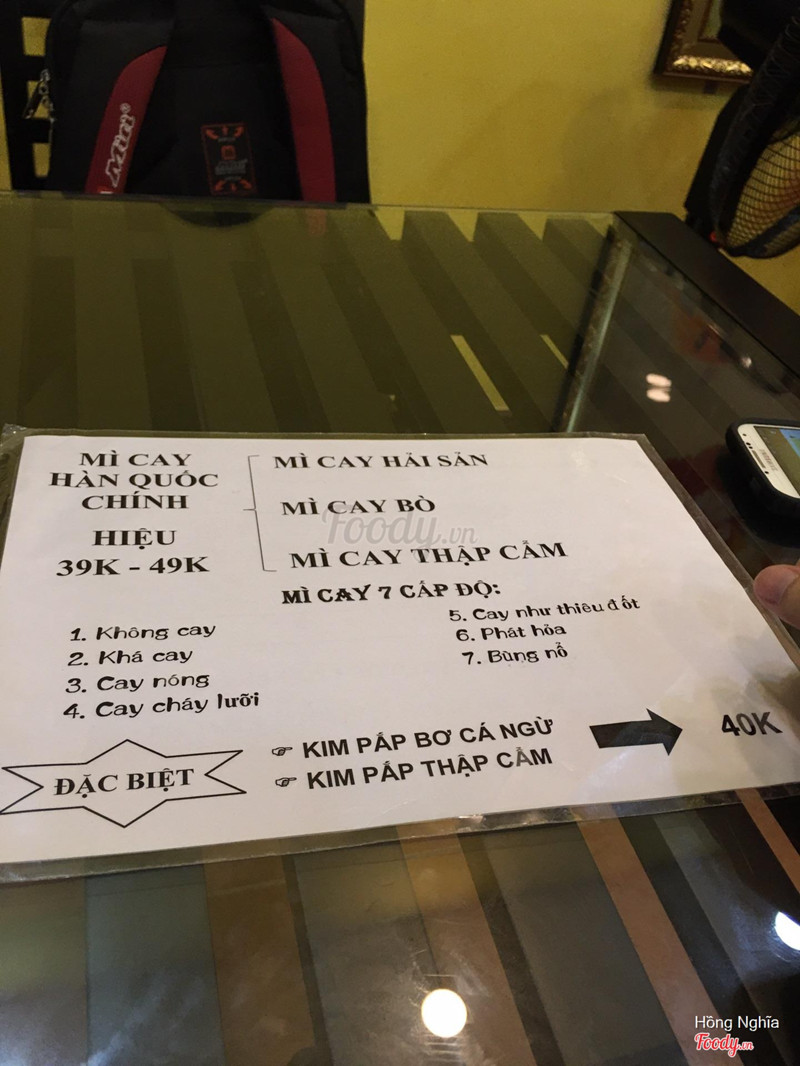 Mini
MÌ CAY
HÀN QUỐC
CHÍNH
HIỆU
39K - 49K
MÌ CAY HẢI SẢN
MÌ CAY BÒ
MÌ CAY THẬP CẨM
Foody.vn
MÌ CAY 7 CẤP ĐỘ:
1. Không cay
2. Khá cay
3. Cay nóng
4. Cay cháy lưỡi
5. Cay như thiêu đốt
6. Phát hỏa
7. Bùng nổ
ĐẶC BIỆT
KIM PẮP BƠ CÁ NGỪ
KIM PẮP THẬP CẨM
40K
Hồng Nghĩa
Foody.vn